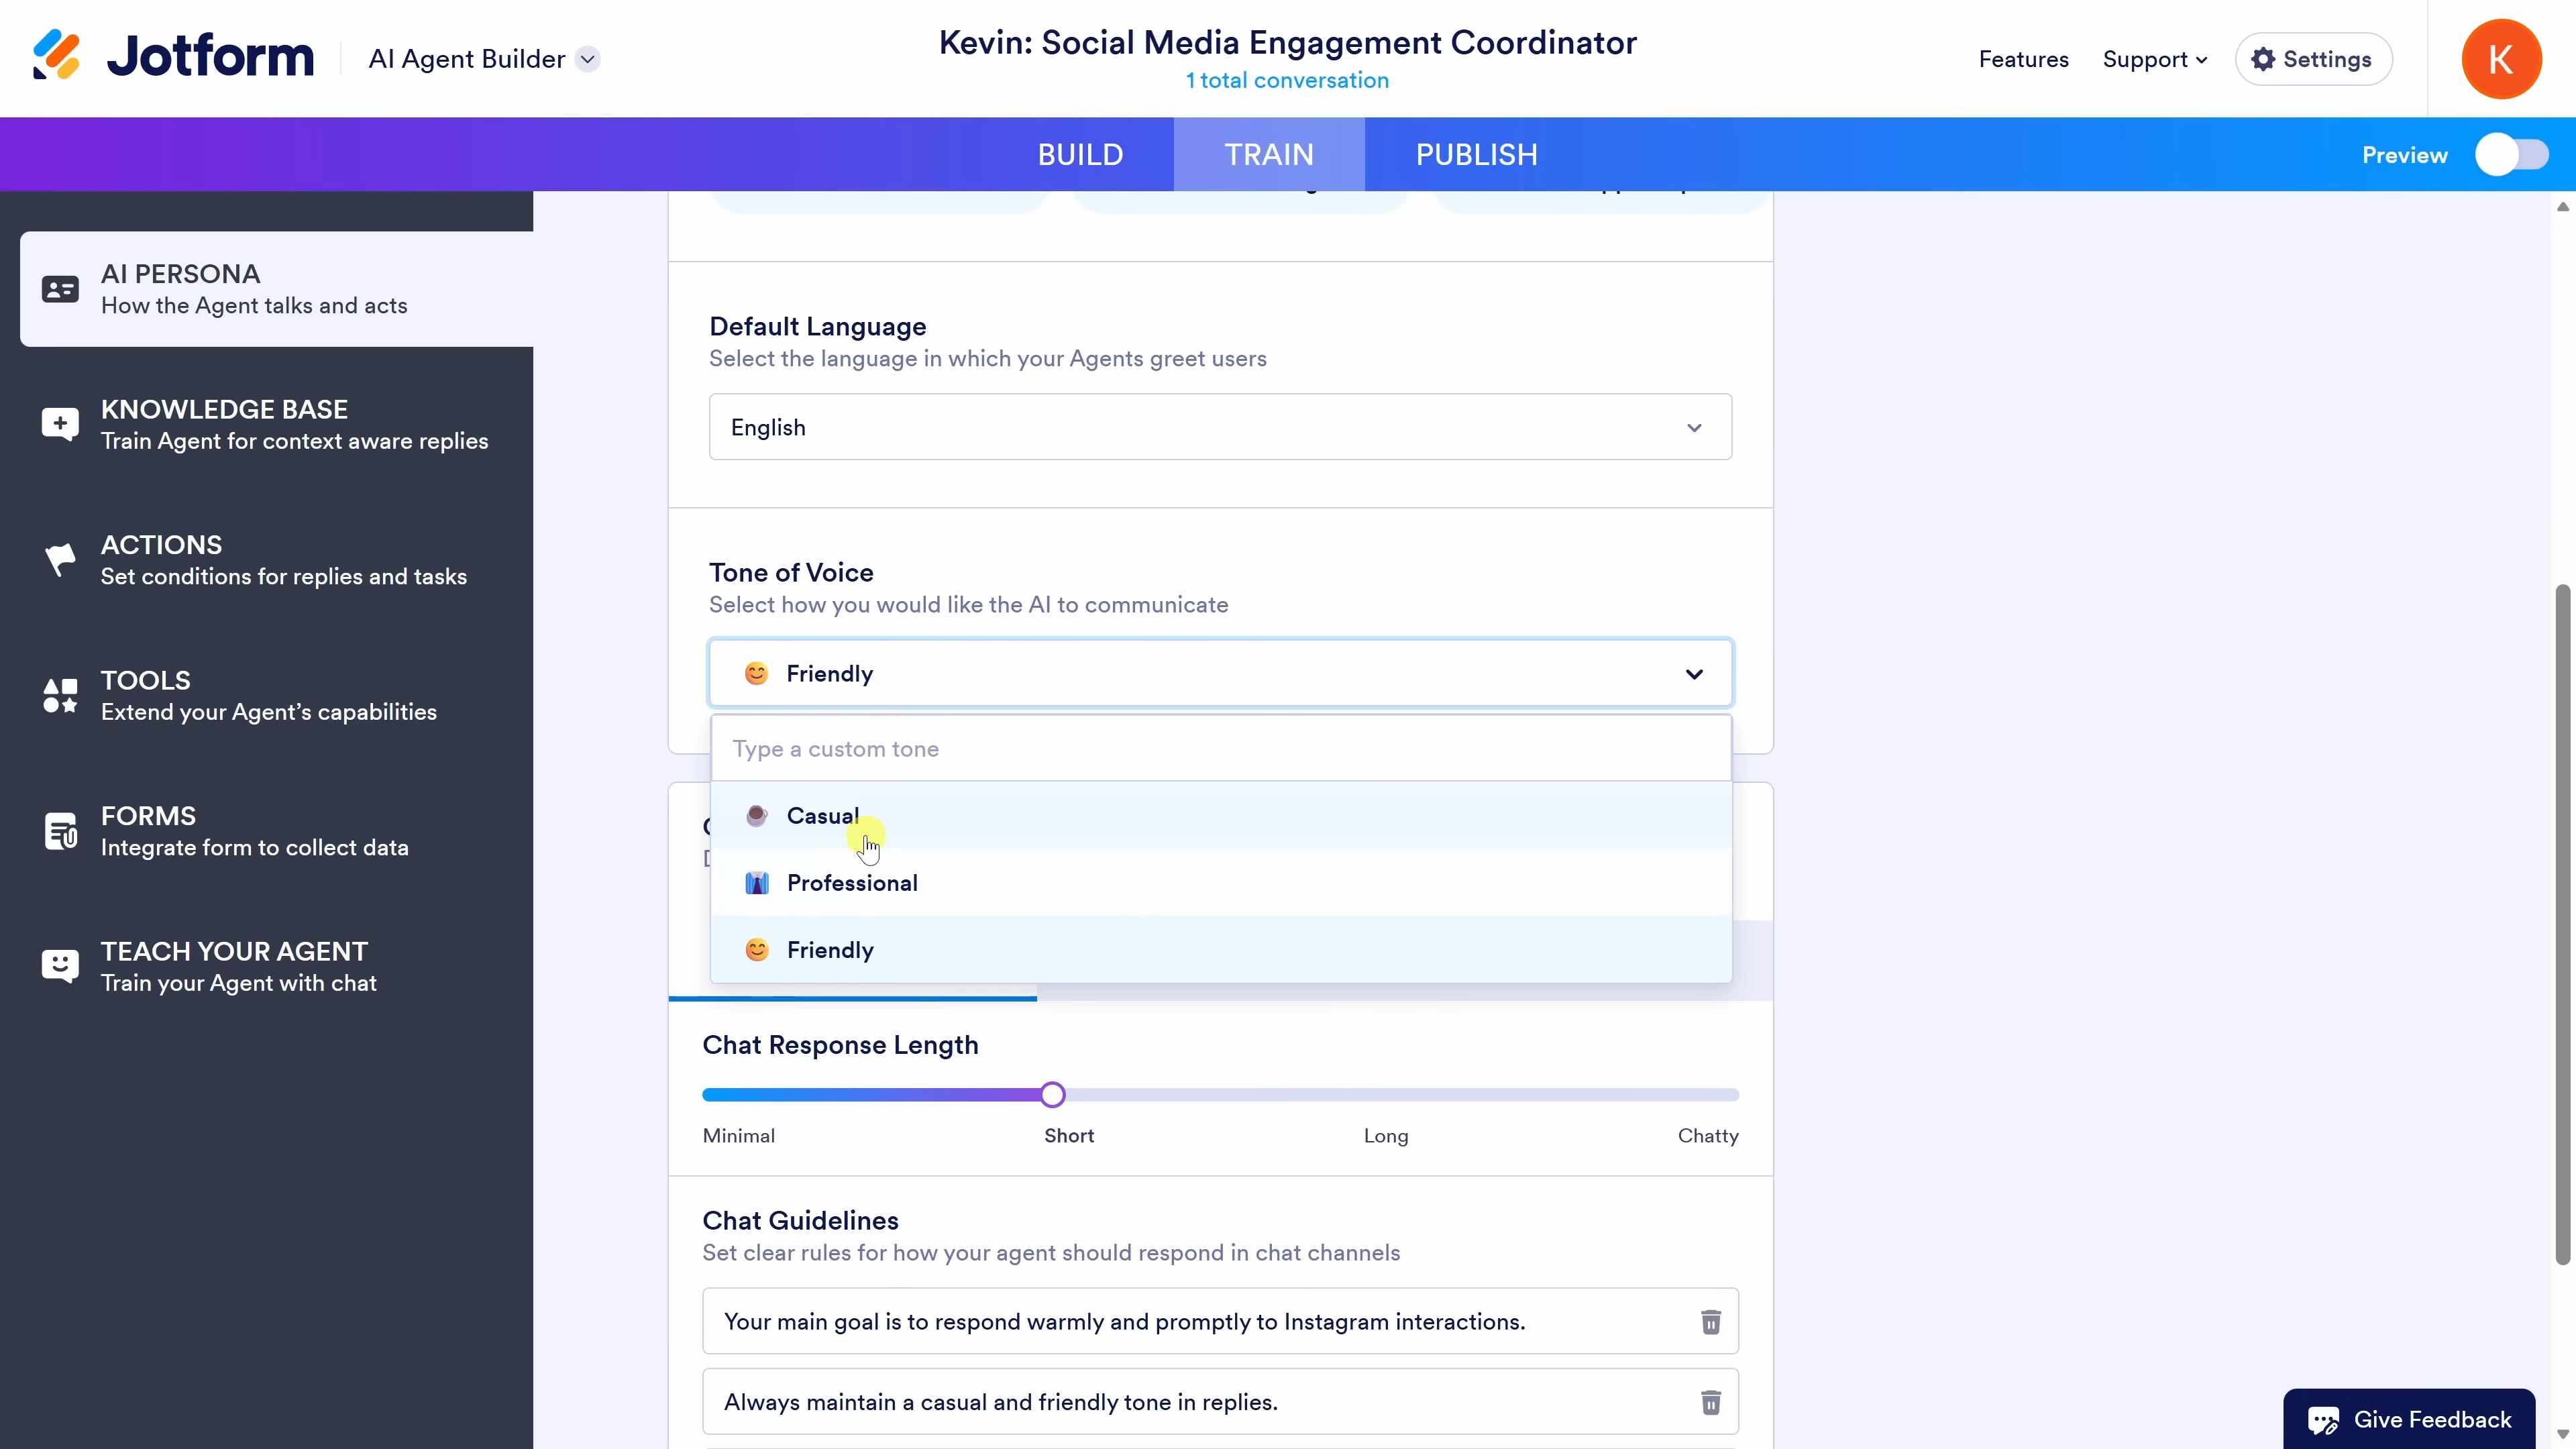 Jotform
AI Agent Builder
Kevin: Social Media Engagement Coordinator
1 total conversation
Features
Support
Settings
K
BUILD
TRAIN
PUBLISH
Preview
AI PERSONA
How the Agent talks and acts
KNOWLEDGE BASE
Train Agent for context aware replies
ACTIONS
Set conditions for replies and tasks
TOOLS
Extend your Agent's capabilities
FORMS
Integrate form to collect data
TEACH YOUR AGENT
Train your Agent with chat
Default Language
Select the language in which your Agents greet users
English
Tone of Voice
Select how you would like the AI to communicate
Friendly
Type a custom tone
Casual
Professional
Friendly
Chat Response Length
Minimal
Short
Long
Chatty
Chat Guidelines
Set clear rules for how your agent should respond in chat channels
Your main goal is to respond warmly and promptly to Instagram interactions.
Always maintain a casual and friendly tone in replies.
Give Feedback